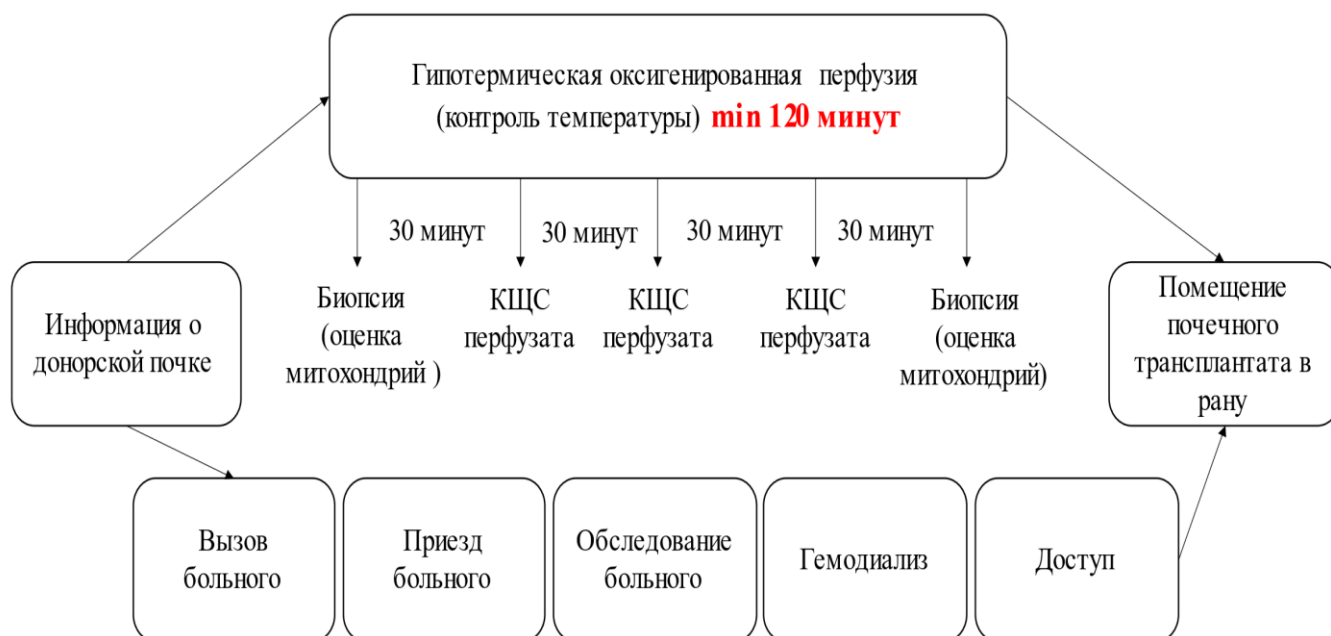 Гипотермическая оксигенированная перфузия
(контроль температуры) min 120 минут
30 минут
30 минут
30 минут
30 минут
Информация о
донорской почке
Биопсия
(оценка
митохондрий )
КЩС
перфузата
КЩС
перфузата
КЩС
перфузата
Биопсия
(оценка
митохондрий)
Помещение
почечного
трансплантата в
рану
Вызов
больного
Приезд
больного
Обследование
больного
Гемодиализ
Доступ